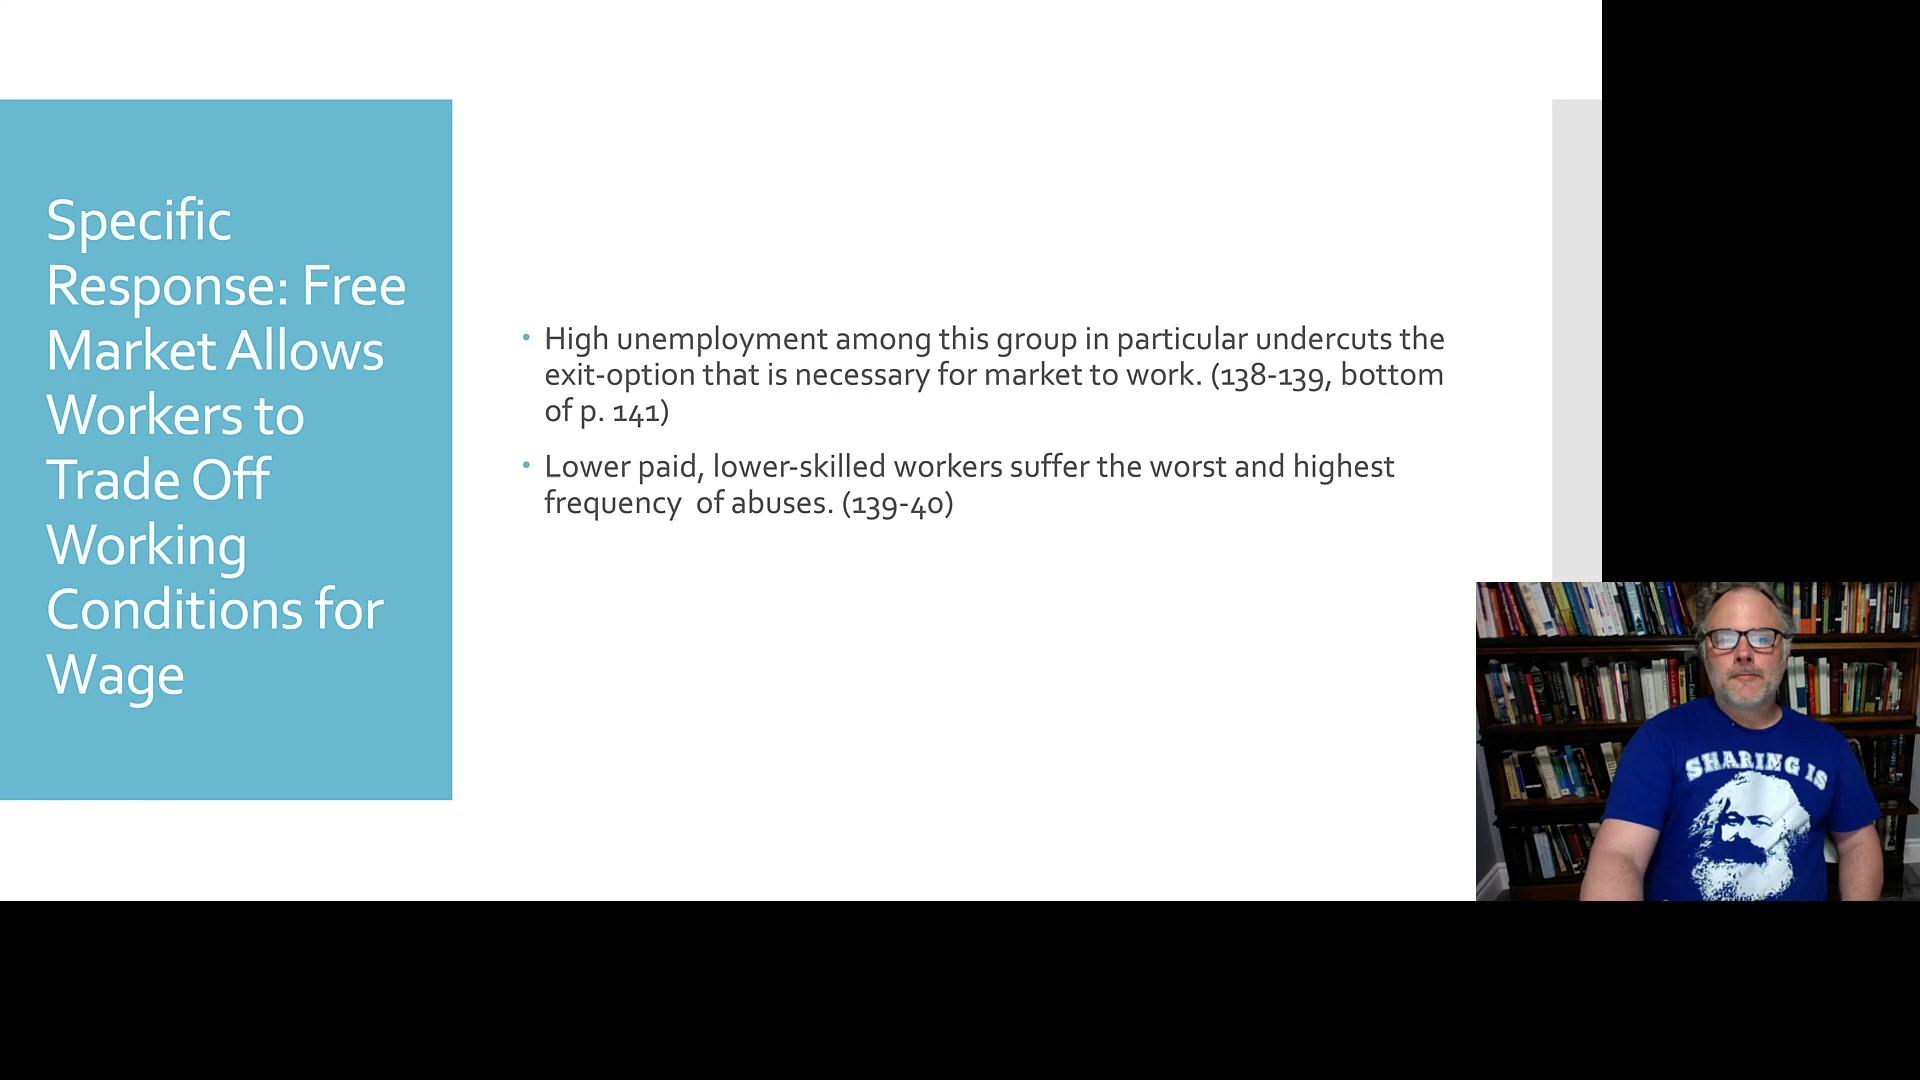 Specific
Response: Free
Market Allows
Workers to
Trade Off
Working
Conditions for
Wage
• High unemployment among this group in particular undercuts the
exit-option that is necessary for market to work. (138-139, bottom
of p. 141)
• Lower paid, lower-skilled workers suffer the worst and highest
frequency  of abuses. (139-40)
SHARING IS